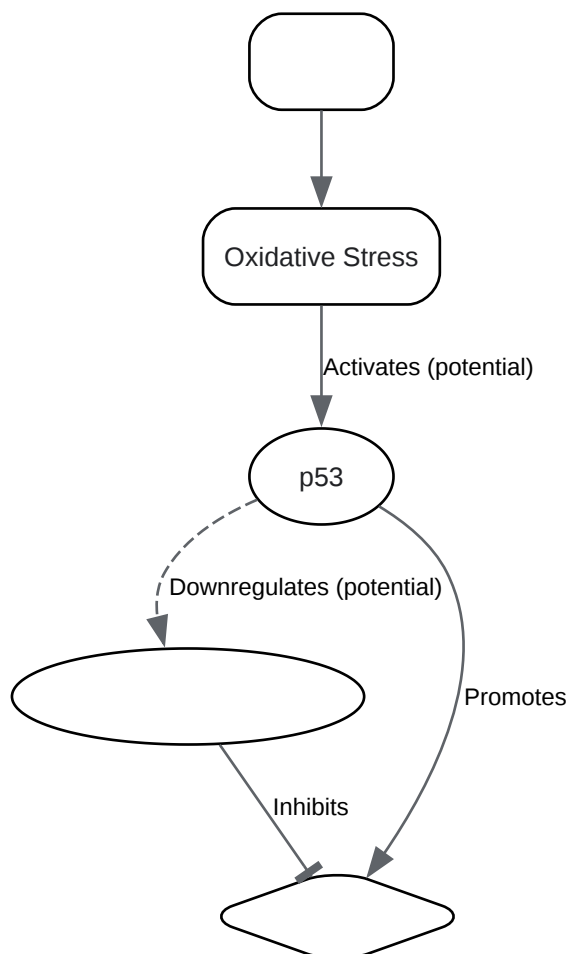 Oxidative Stress
Activates (potential)
p53
Downregulates (potential)
Promotes
Inhibits